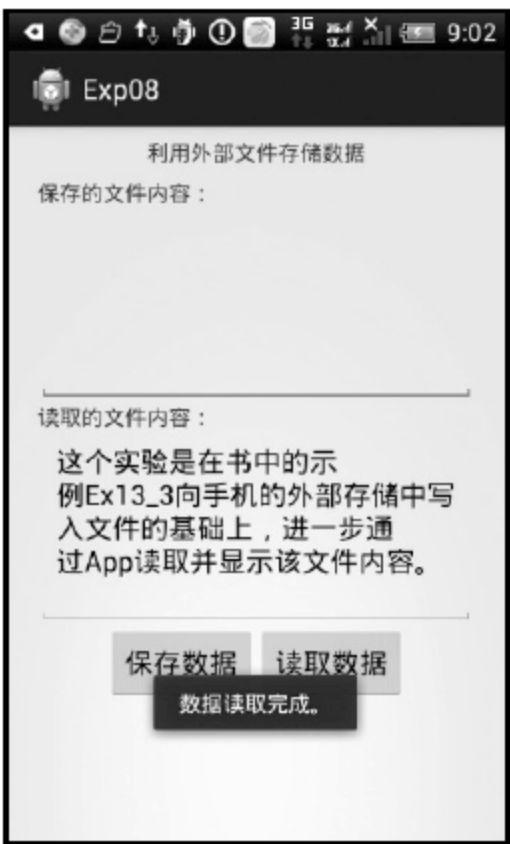 3G
9:02
Exp08
利用外部文件存储数据
保存的文件内容：
读取的文件内容：
这个实验是在书中的示
例Ex13_3向手机的外部存储中写
入文件的基础上，进一步通
过App读取并显示该文件内容。
保存数据 读取数据
数据读取完成。